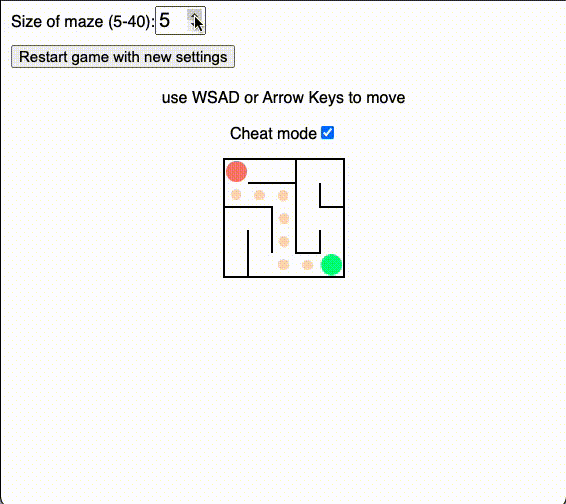 Size of maze (5-40): 5
Restart game with new settings
use WSAD or Arrow Keys to move
Cheat mode